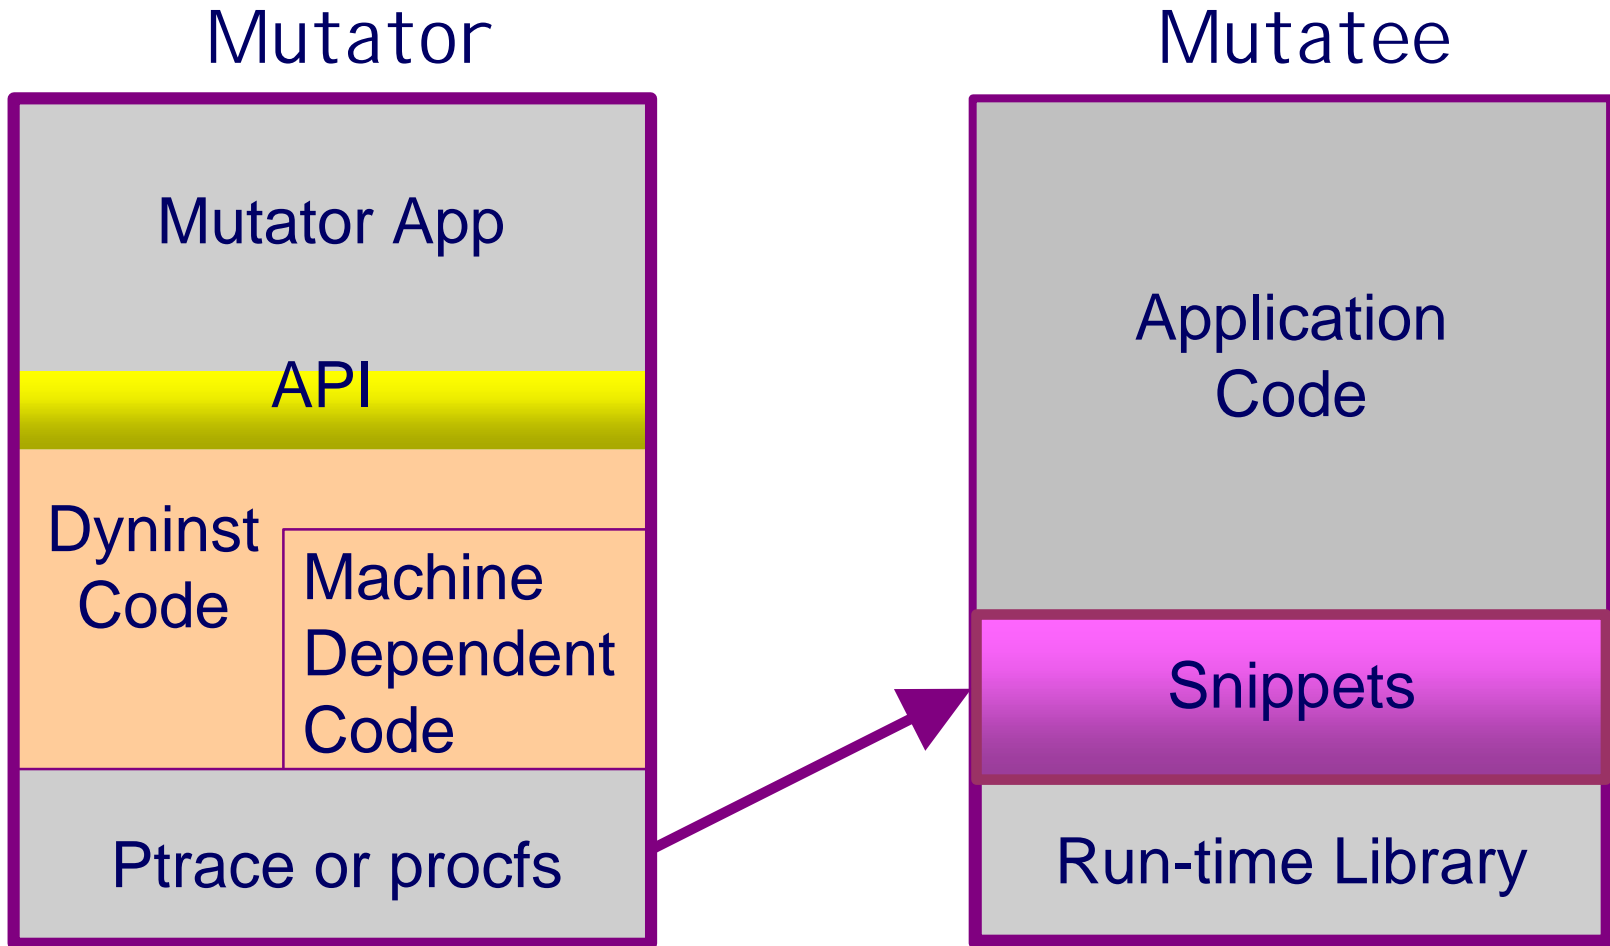 Mutator
Mutator App
API
Dyninst
Code
Machine
Dependent
Code
Ptrace or procfs
Mutatee
Application
Code
Snippets
Run-time Library